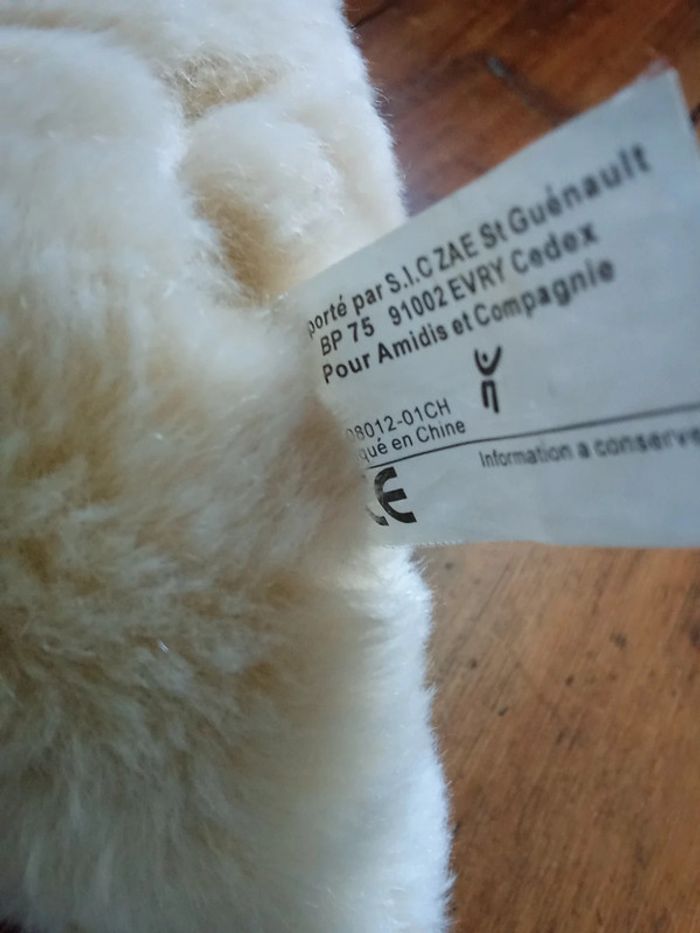 porté par S.I.C ZAE St Guénault
BP 75 91002 EVRY Cedex
Pour Amidis et Compagnie
08012-01CH
qué en Chine
Information a conserve
CE